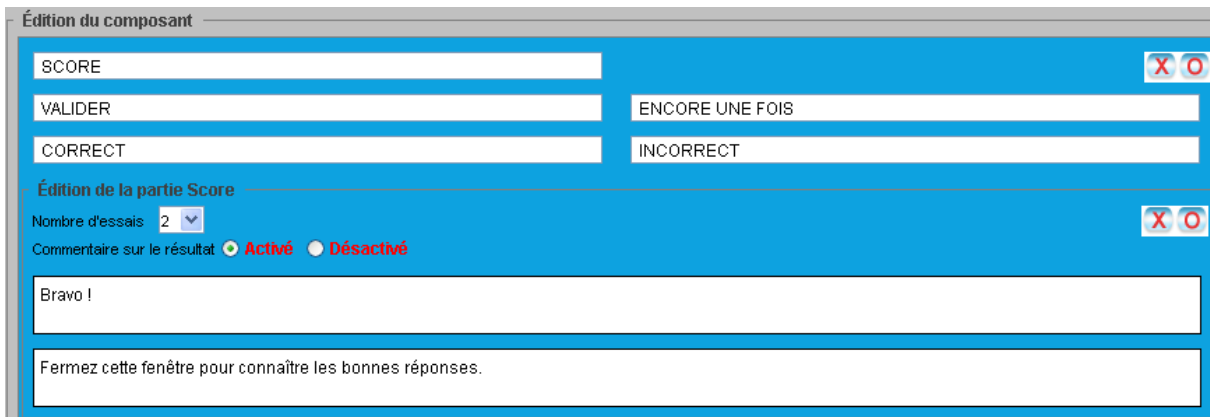 Édition du composant
SCORE
X O
VALIDER ENCORE UNE FOIS
CORRECT INCORRECT
Édition de la partie Score
Nombre d'essais 2
X O
Commentaire sur le résultat Activé Désactivé
Bravo !
Fermez cette fenêtre pour connaître les bonnes réponses.